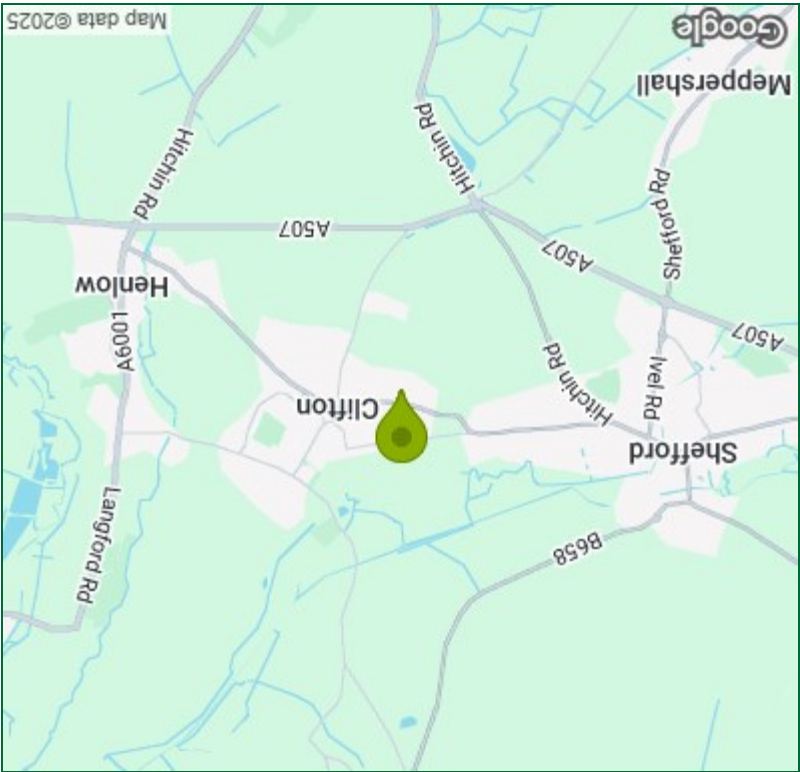 B658
Langford Rd
Shefford
Clifton
Hitchin Rd
Ivel Rd
A6001
A507
Henlow
A507
A507
Shefford Rd
Hitchin Rd
Hitchin Rd
Meppershall
Google
Map data ©2025